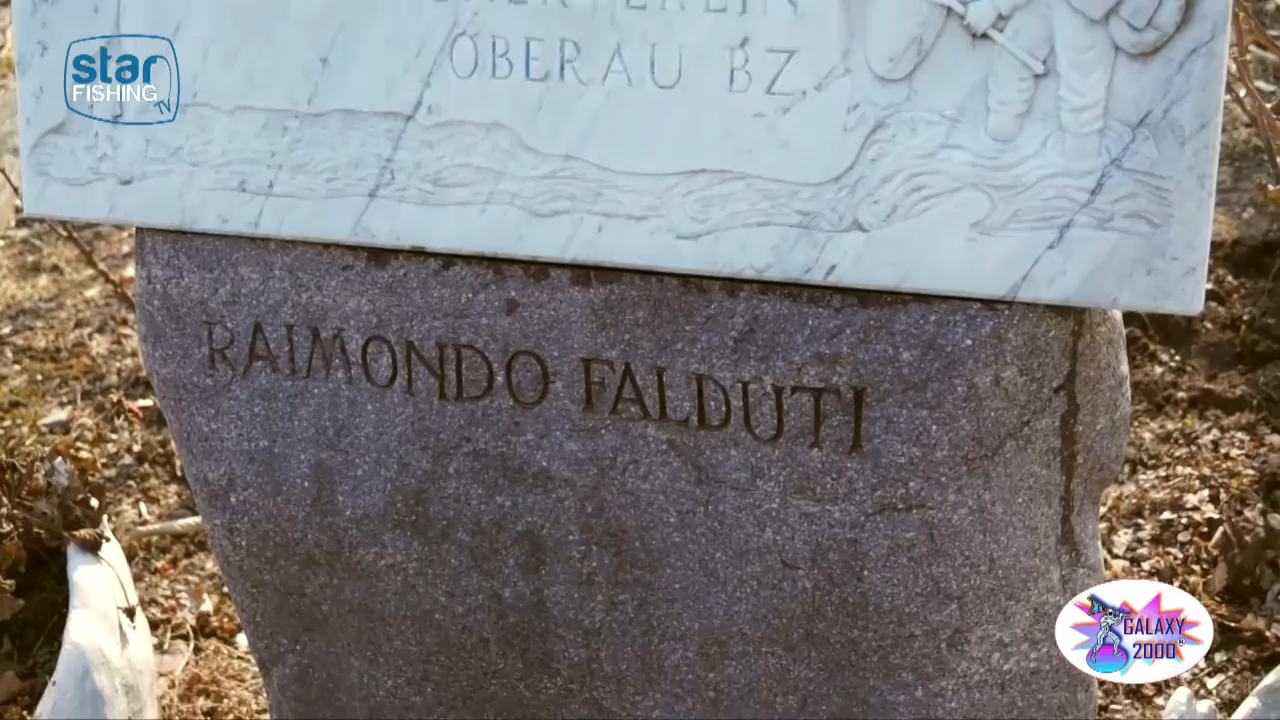 OBERAU BZ.
star
FISHING
TV
RAIMONDO FALDUTI
GALAXY
2000